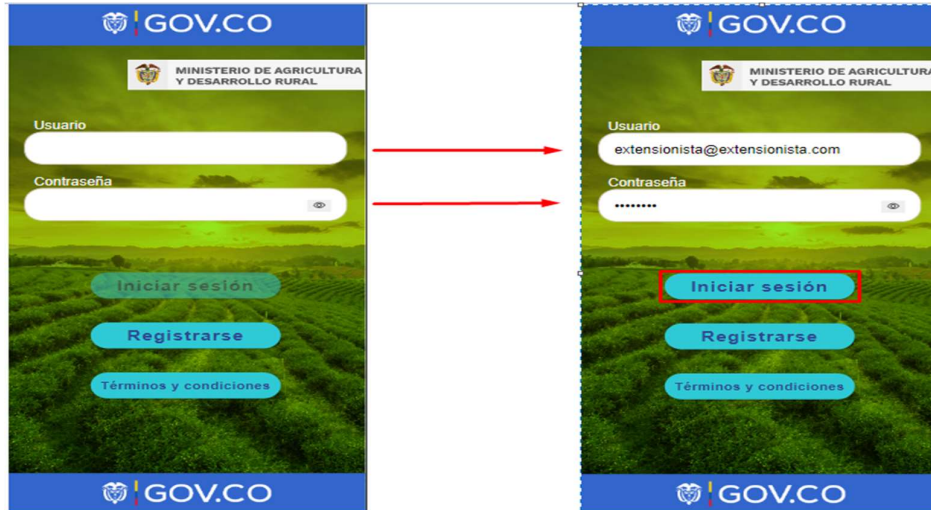 GOV.CO
MINISTERIO DE AGRICULTURA
Y DESARROLLO RURAL
Usuario
Contraseña
Iniciar sesión
Registrarse
Términos y condiciones
GOV.CO
GOV.CO
MINISTERIO DE AGRICULTURA
Y DESARROLLO RURAL
Usuario
extensionista@extensionista.com
Contraseña
••••••••
Iniciar sesión
Registrarse
Términos y condiciones
GOV.CO